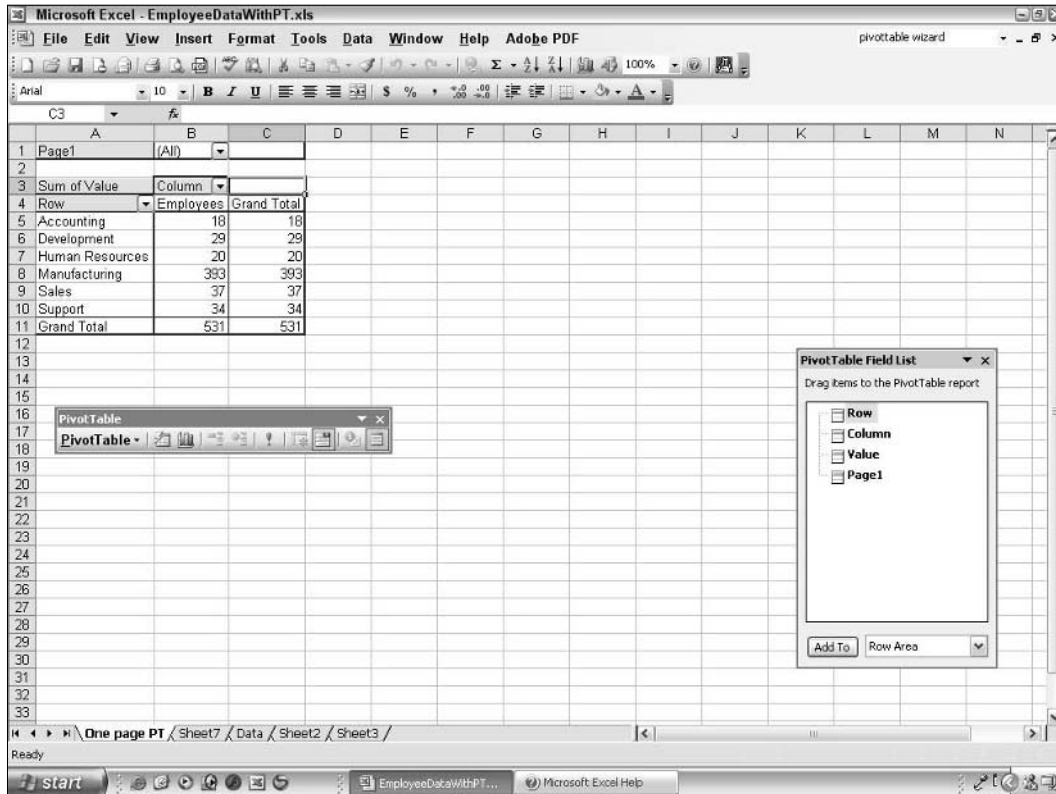 Microsoft Excel - EmployeeDataWithPT.xls
File Edit View Insert Format Tools Data Window Help Adobe PDF pivottable wizard
100%
Arial 10 B I U $ % , A
C3 fx
A B C D E F G H I J K L M N
1 Page1 (All)
2
3 Sum of Value Column
4 Row Employees Grand Total
5 Accounting 18 18
6 Development 29 29
7 Human Resources 20 20
8 Manufacturing 393 393
9 Sales 37 37
10 Support 34 34
11 Grand Total 531 531
12
13
14
15
16
17
18
19
20
21
22
23
24
25
26
27
28
29
30
31
32
33
PivotTable
PivotTable
PivotTable Field List
Drag items to the PivotTable report
Row
Column
Value
Page1
Add To Row Area
One page PT / Sheet7 / Data / Sheet2 / Sheet3 /
Ready
start EmployeeDataWithPT... Microsoft Excel Help